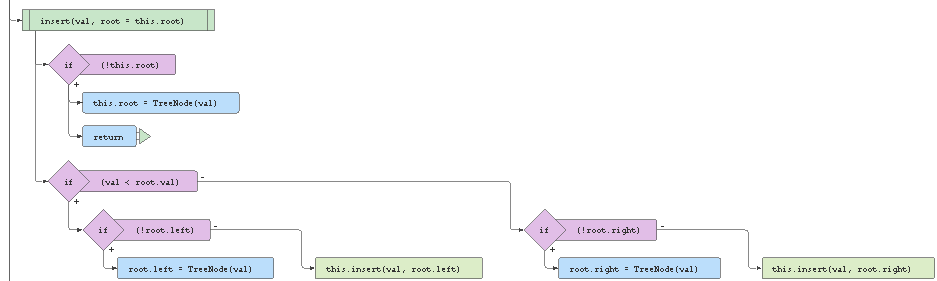 insert(val, root = this.root)
if (!this.root)
+
this.root = TreeNode(val)
return
if (val < root.val) -
+
if (!root.left) - if (!root.right) -
+ +
root.left = TreeNode(val) this.insert(val, root.left) root.right = TreeNode(val) this.insert(val, root.right)